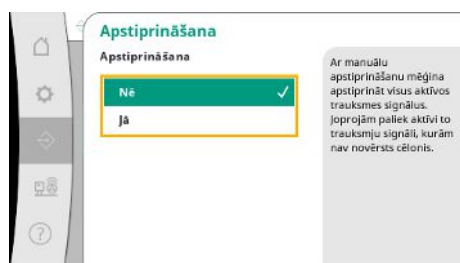 Apstiprināšana
Apstiprināšana
Nē
Jā
Ar manuālu
apstiprināšanu mēģina
apstiprināt visus aktīvos
trauksmes signālus.
Joprojām paliek aktīvi to
trauksmju signāli, kurām
nav novērsts cēlonis.